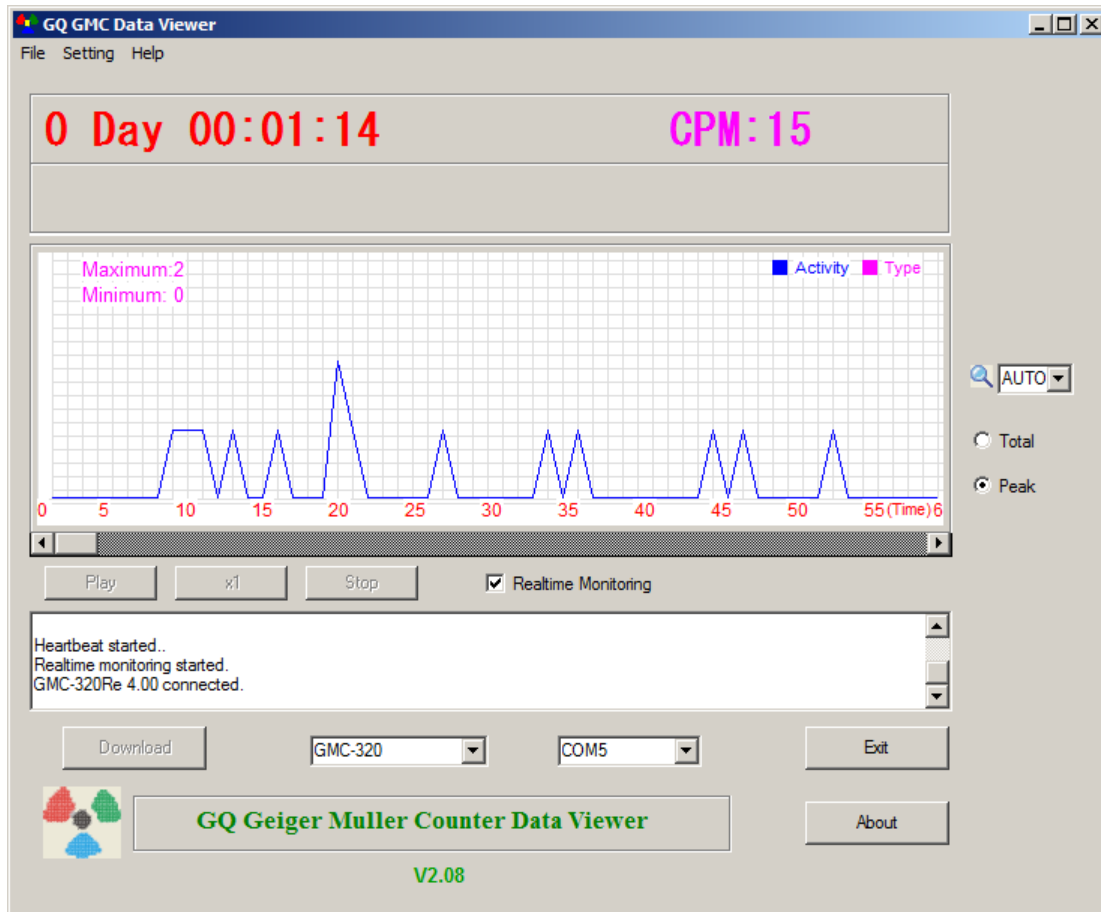 GQ GMC Data Viewer
File Setting Help
0 Day 00:01:14 CPM:15
Maximum:2
Minimum: 0
Activity Type
0 5 10 15 20 25 30 35 40 45 50 55(Time)6
AUTO
Total
Peak
Play x1 Stop Realtime Monitoring
Heartbeat started..
Realtime monitoring started.
GMC-320Re 4.00 connected.
Download GMC-320 COM5 Exit
GQ Geiger Muller Counter Data Viewer
About
V2.08